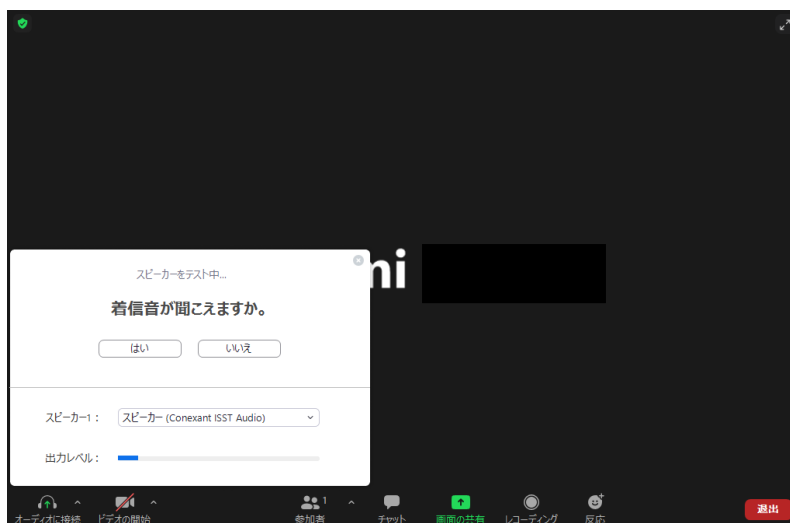 ni
スピーカーをテスト中...
着信音が聞こえますか。
はい
いいえ
スピーカー1：
スピーカー (Conexant ISST Audio)
出力レベル：
オーディオに接続
ビデオの開始
1
参加者
チャット
画面の共有
レコーディング
反応
退出